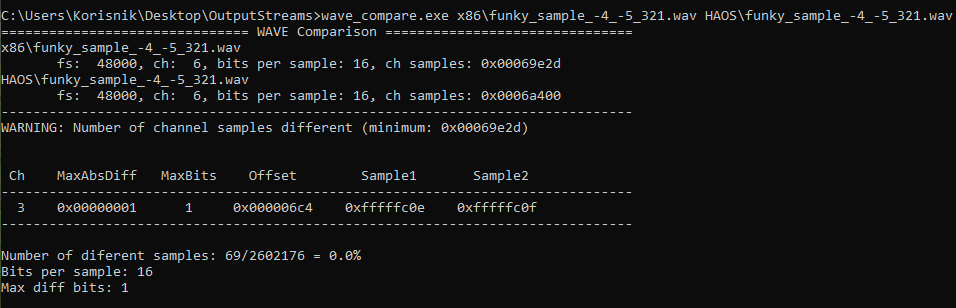 C:\Users\Korisnik\Desktop\OutputStreams>wave_compare.exe x86\funky_sample_-4_-5_321.wav HAOS\funky_sample_-4_-5_321.wav
=============================== WAVE Comparison ===============================
x86\funky_sample_-4_-5_321.wav
       fs:  48000, ch:  6, bits per sample: 16, ch samples: 0x00069e2d
HAOS\funky_sample_-4_-5_321.wav
       fs:  48000, ch:  6, bits per sample: 16, ch samples: 0x0006a400
-------------------------------------------------------------------------------
WARNING: Number of channel samples different (minimum: 0x00069e2d)
 Ch    MaxAbsDiff   MaxBits    Offset        Sample1       Sample2
-------------------------------------------------------------------------------
  3    0x00000001      1     0x000006c4    0xfffffc0e    0xfffffc0f
-------------------------------------------------------------------------------
Number of diferent samples: 69/2602176 = 0.0%
Bits per sample: 16
Max diff bits: 1